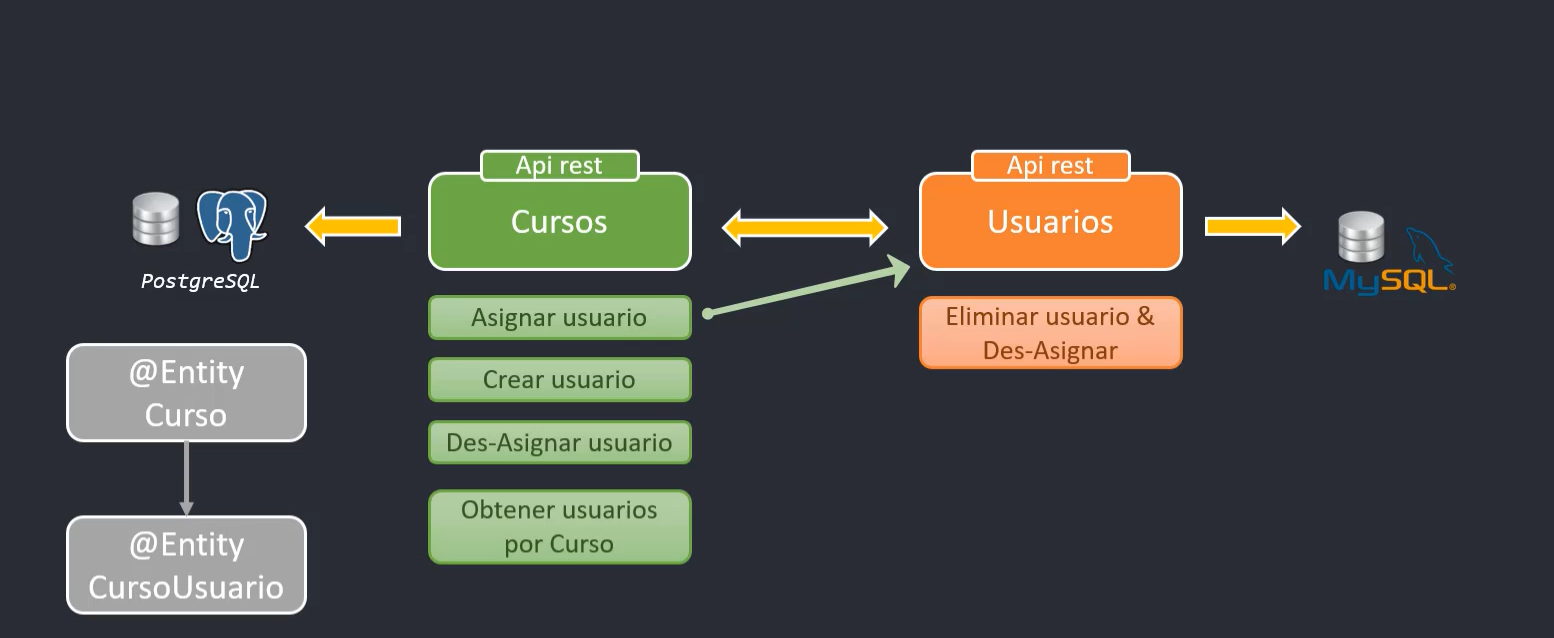 Api rest
Cursos
Api rest
Usuarios
PostgreSQL
MySQL®
Asignar usuario
Crear usuario
Des-Asignar usuario
Obtener usuarios
por Curso
Eliminar usuario &
Des-Asignar
@Entity
Curso
@Entity
CursoUsuario